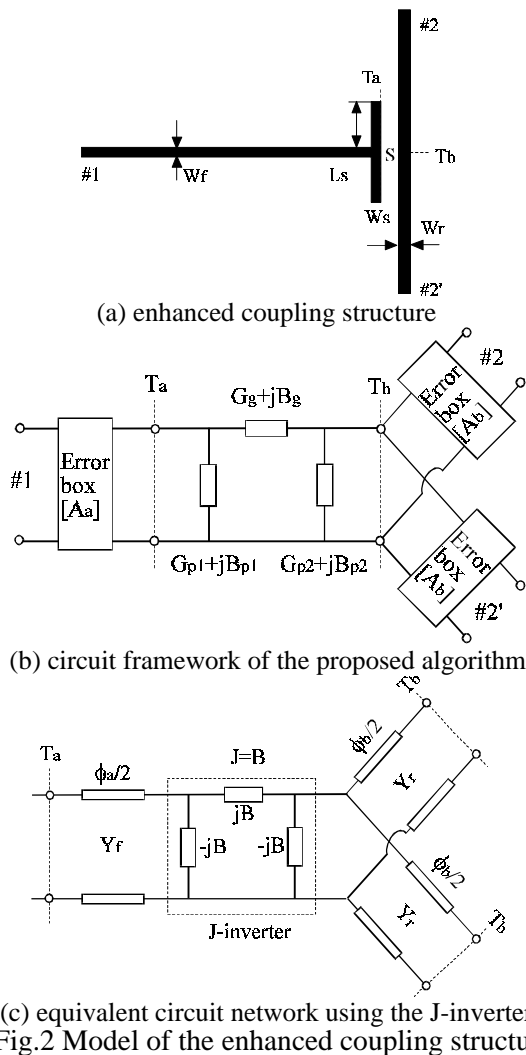 #2
Ta
S
Tb
#1
Wf
Ls
Ws
Wr
#2'
(a) enhanced coupling structure
#2
Ta
Gg+jBg
Tb
Error
box
[Ab]
#1
Error
box
[Aa]
Gp1+jBp1
Gp2+jBp2
Error
box
[Ab]
#2'
(b) circuit framework of the proposed algorithm
Tb
Ta
ϕa/2
J=B
ϕb/2
jB
Yr
Yf
-jB
-jB
ϕb/2
Yr
Tb
J-inverter
(c) equivalent circuit network using the J-inverter
Fig.2 Model of the enhanced coupling structu